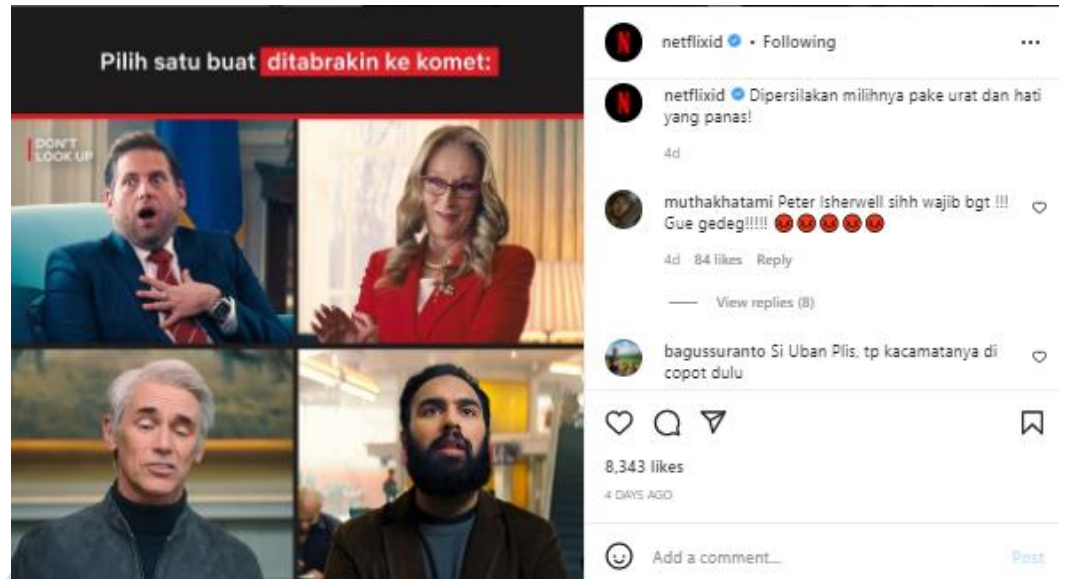 Pilih satu buat ditabrakin ke komet:
DON'T
LOOK UP
netflixid • Following
netflixid Dipersilakan milihnya pake urat dan hati
yang panas!
4d
muthakhatami Peter Isherwell sihh wajib bgt !!!
Gue gedeg!!!!!
4d 84 likes Reply
View replies (8)
bagussuranto Si Uban Plis, tp kacamatanya di
copot dulu
8,343 likes
4 DAYS AGO
Add a comment...
Post